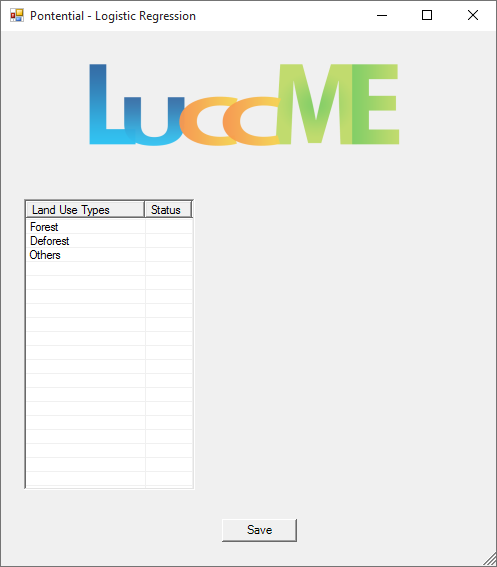 Pontential - Logistic Regression
LuccME
Land Use Types Status
Forest
Deforest
Others
Save